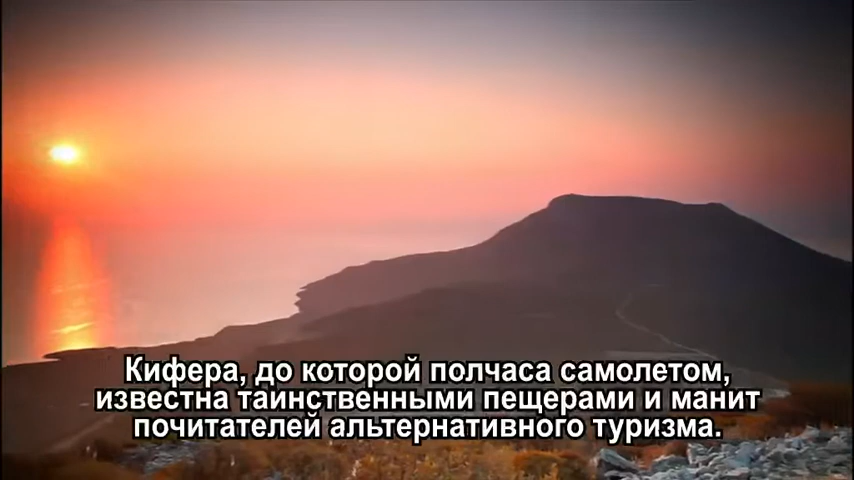 Кифера, до которой полчаса самолетом,
известна таинственными пещерами и манит
почитателей альтернативного туризма.